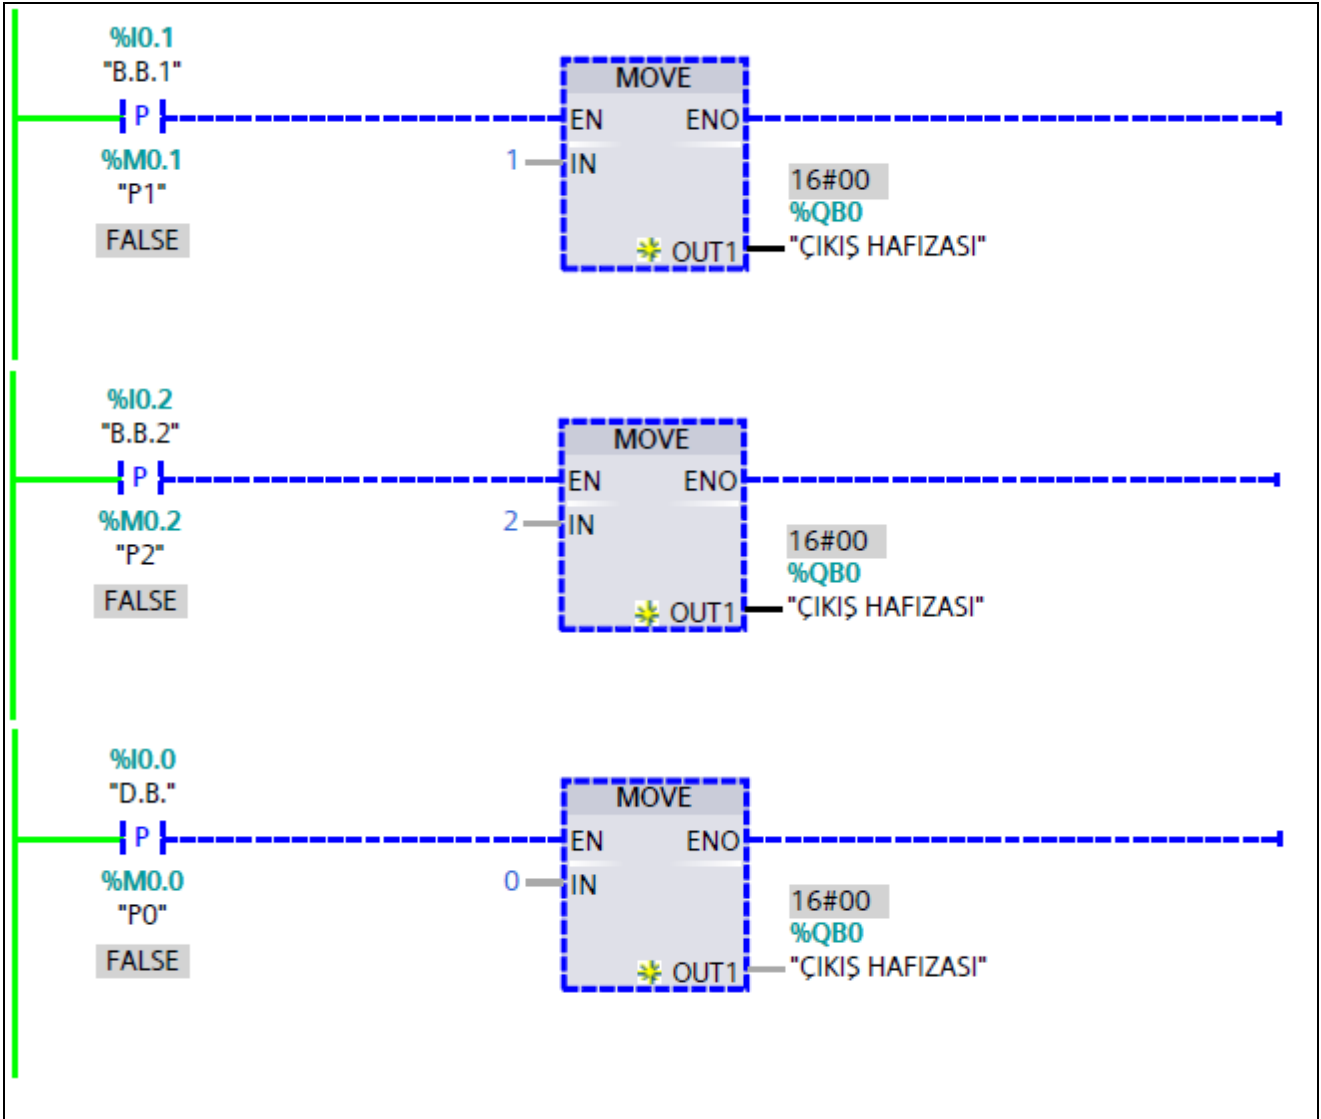 %I0.1
"B.B.1"
P
%M0.1
"P1"
FALSE
MOVE
EN ENO
1 IN
OUT1
16#00
%QB0
"ÇIKIŞ HAFIZASI"
%I0.2
"B.B.2"
P
%M0.2
"P2"
FALSE
MOVE
EN ENO
2 IN
OUT1
16#00
%QB0
"ÇIKIŞ HAFIZASI"
%I0.0
"D.B."
P
%M0.0
"P0"
FALSE
MOVE
EN ENO
0 IN
OUT1
16#00
%QB0
"ÇIKIŞ HAFIZASI"